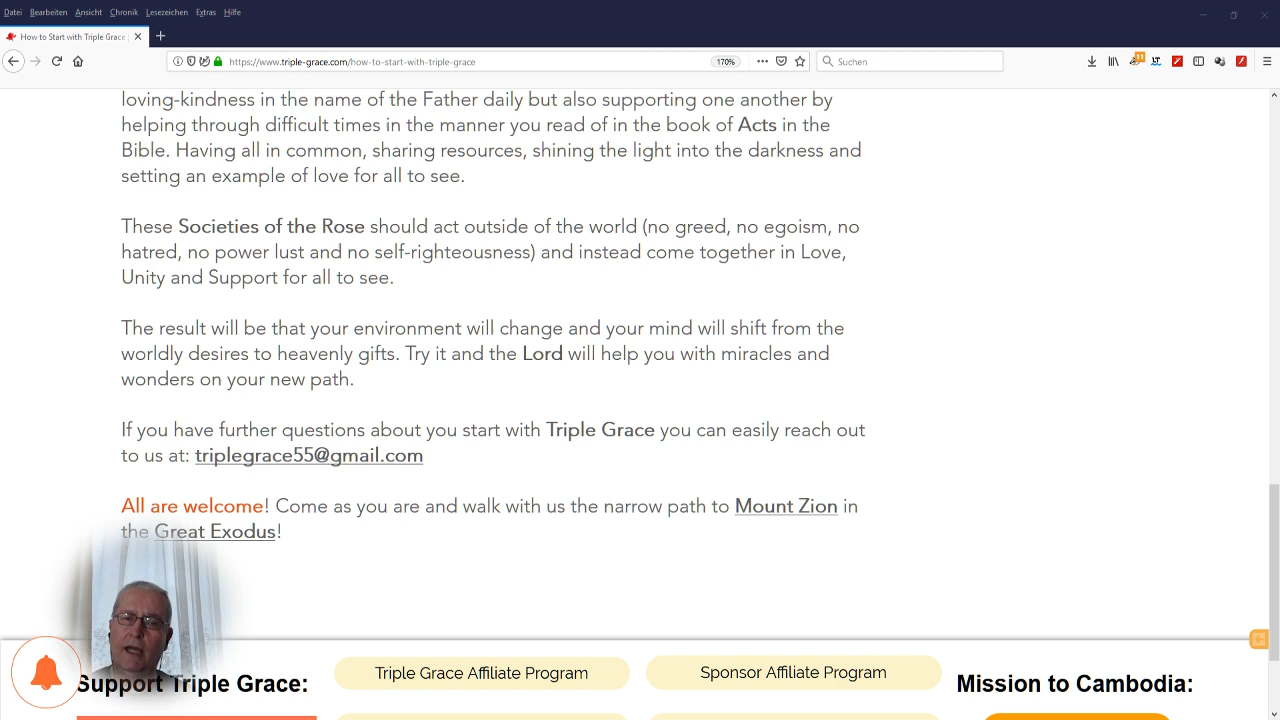 Datei Bearbeiten Ansicht Chronik Lesezeichen Extras Hilfe
How to Start with Triple Grace
https://www.triple-grace.com/how-to-start-with-triple-grace 170% Suchen
loving-kindness in the name of the Father daily but also supporting one another by
helping through difficult times in the manner you read of in the book of Acts in the
Bible. Having all in common, sharing resources, shining the light into the darkness and
setting an example of love for all to see.
These Societies of the Rose should act outside of the world (no greed, no egoism, no
hatred, no power lust and no self-righteousness) and instead come together in Love,
Unity and Support for all to see.
The result will be that your environment will change and your mind will shift from the
worldly desires to heavenly gifts. Try it and the Lord will help you with miracles and
wonders on your new path.
If you have further questions about you start with Triple Grace you can easily reach out
to us at: triplegrace55@gmail.com
All are welcome! Come as you are and walk with us the narrow path to Mount Zion in
the Great Exodus!
Support Triple Grace:
Triple Grace Affiliate Program
Sponsor Affiliate Program
Mission to Cambodia: